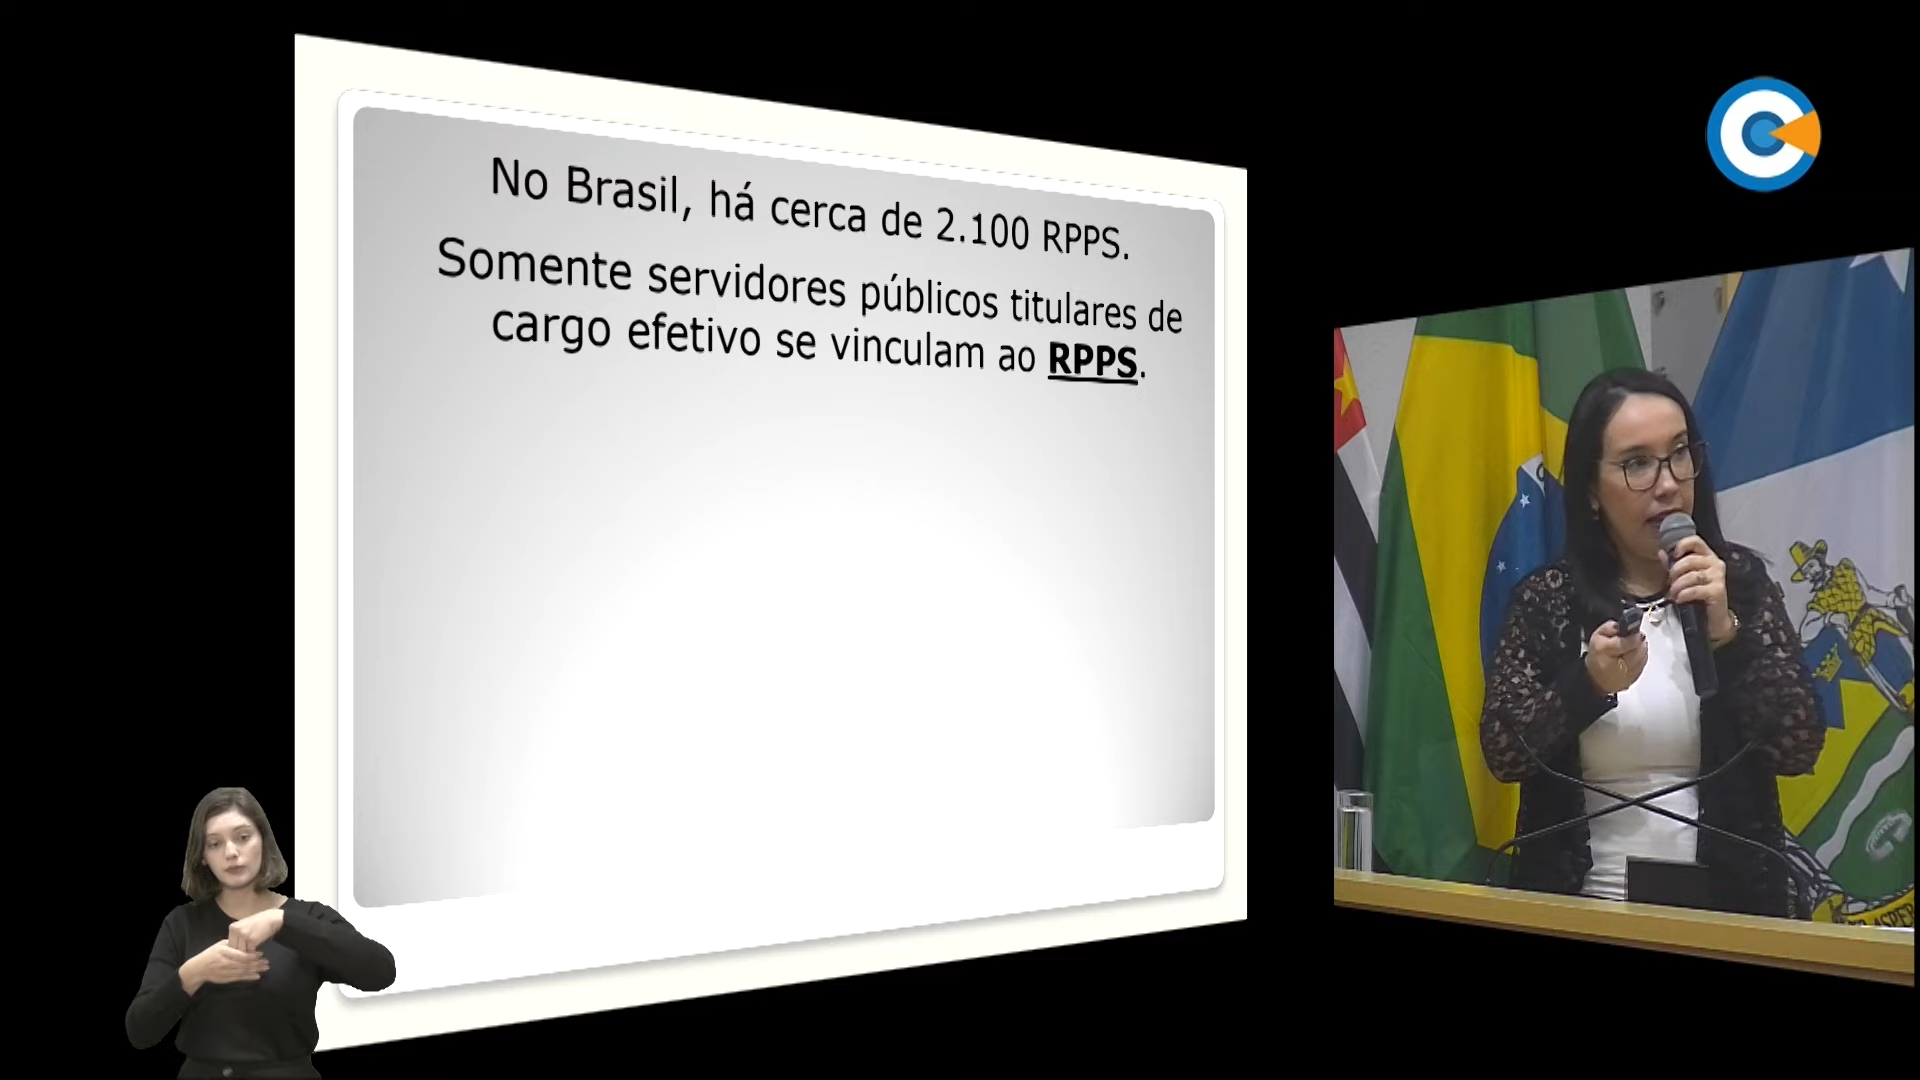 No Brasil, há cerca de 2.100 RPPS.
Somente servidores públicos titulares de
cargo efetivo se vinculam ao RPPS.